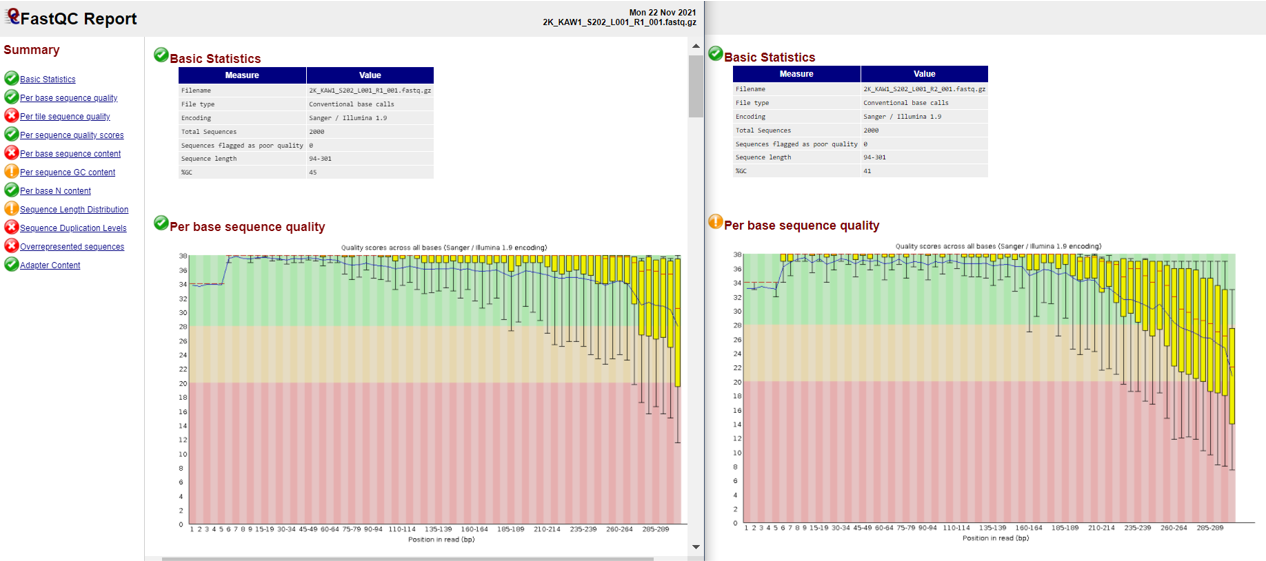 FastQC Report
Mon 22 Nov 2021
2K_KAW1_S202_L001_R1_001.fastq.gz
Summary
Basic Statistics
Per base sequence quality
Per tile sequence quality
Per sequence quality scores
Per base sequence content
Per sequence GC content
Per base N content
Sequence Length Distribution
Sequence Duplication Levels
Overrepresented sequences
Adapter Content
Basic Statistics
Measure Value
Filename 2K_KAW1_S202_L001_R1_001.fastq.gz
File type Conventional base calls
Encoding Sanger / Illumina 1.9
Total Sequences 2000
Sequences flagged as poor quality 0
Sequence length 94-301
%GC 45
Per base sequence quality
Quality scores across all bases (Sanger / Illumina 1.9 encoding)
38
36
34
32
30
28
26
24
22
20
18
16
14
12
10
8
6
4
2
0
1 2 3 4 5 6 7 8 9 15-19 30-34 45-49 60-64 75-79 90-94 110-114 135-139 160-164 185-189 210-214 235-239 260-264 285-289
Position in read (bp)
Basic Statistics
Measure Value
Filename 2K_KAW1_S202_L001_R2_001.fastq.gz
File type Conventional base calls
Encoding Sanger / Illumina 1.9
Total Sequences 2000
Sequences flagged as poor quality 0
Sequence length 94-301
%GC 41
Per base sequence quality
Quality scores across all bases (Sanger / Illumina 1.9 encoding)
38
36
34
32
30
28
26
24
22
20
18
16
14
12
10
8
6
4
2
0
1 2 3 4 5 6 7 8 9 15-19 30-34 45-49 60-64 75-79 90-94 110-114 135-139 160-164 185-189 210-214 235-239 260-264 285-289
Position in read (bp)